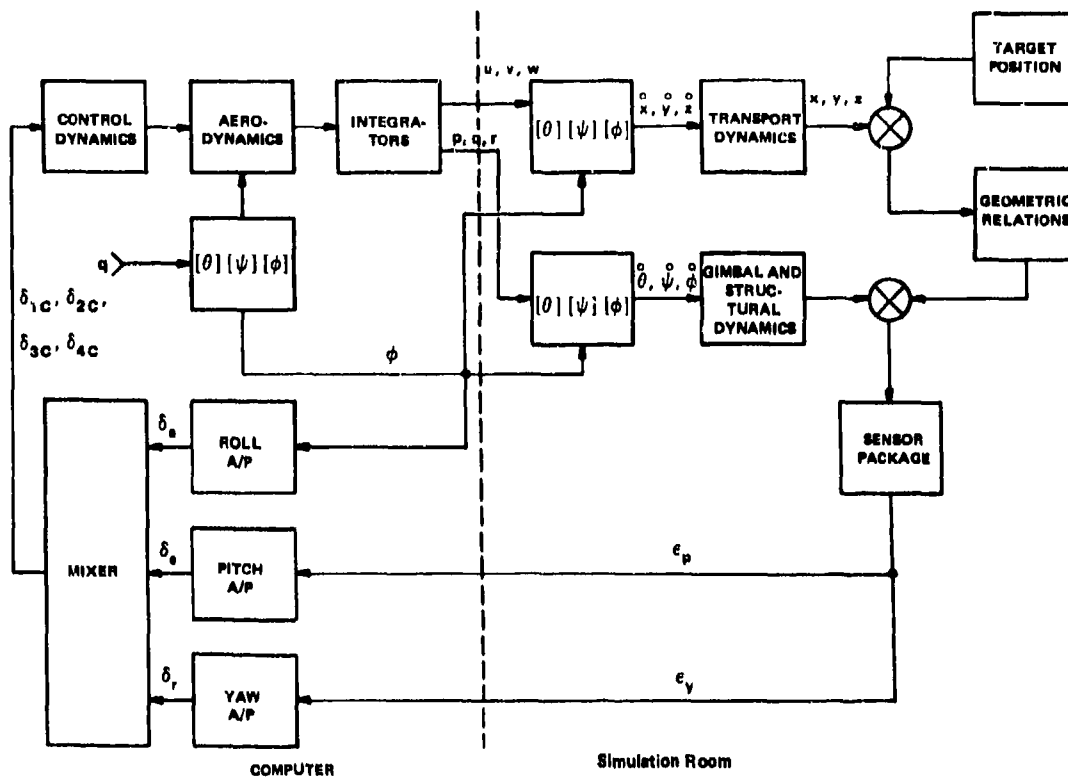 TARGET
POSITION
u, v, w
x̊, ẙ, z̊
x, y, z
CONTROL
DYNAMICS
AERO-
DYNAMICS
INTEGRA-
TORS
[θ] [ψ] [φ]
TRANSPORT
DYNAMICS
p, q, r
GEOMETRIC
RELATIONS
q
[θ] [ψ] [φ]
[θ] [ψ] [φ]
θ̊, ψ̊, φ̊
GIMBAL AND
STRUC-
TURAL
DYNAMICS
δ1C, δ2C,
δ3C, δ4C
φ
δa
ROLL
A/P
SENSOR
PACKAGE
MIXER
δe
PITCH
A/P
εp
δr
YAW
A/P
εy
COMPUTER
Simulation Room